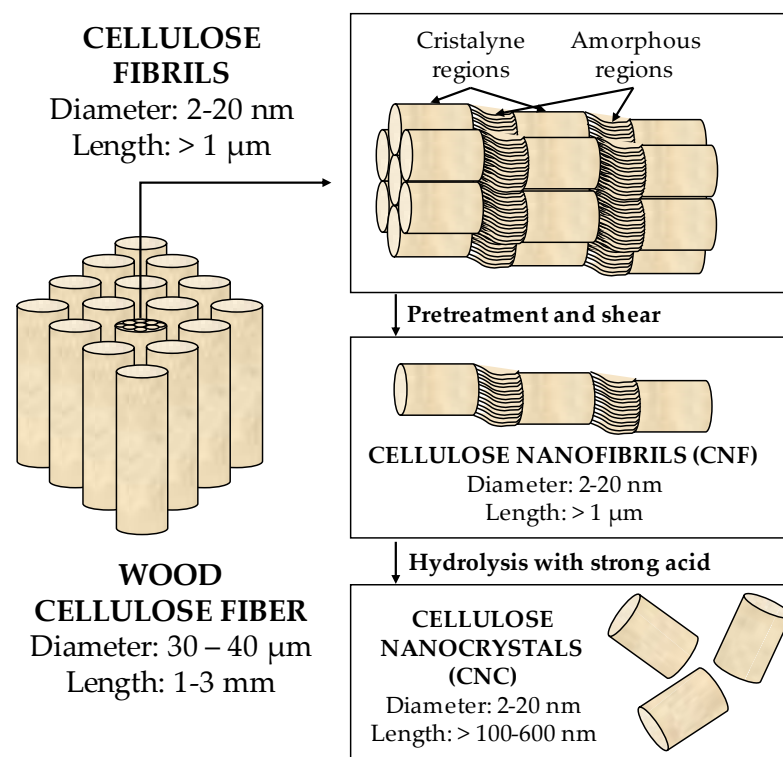 CELLULOSE
FIBRILS
Diameter: 2-20 nm
Length: > 1 µm
Cristalyne
regions
Amorphous
regions
Pretreatment and shear
CELLULOSE NANOFIBRILS (CNF)
Diameter: 2-20 nm
Length: > 1 µm
Hydrolysis with strong acid
WOOD
CELLULOSE FIBER
Diameter: 30 – 40 µm
Length: 1-3 mm
CELLULOSE
NANOCRYSTALS
(CNC)
Diameter: 2-20 nm
Length: > 100-600 nm